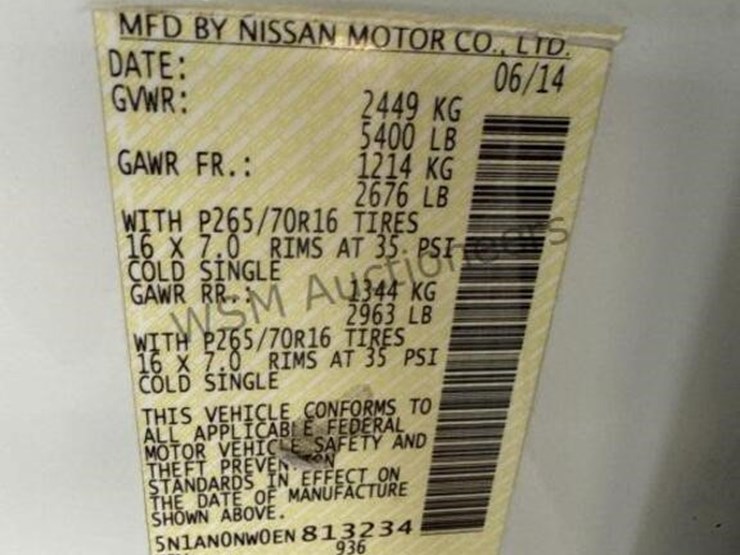 MFD BY NISSAN MOTOR CO., LTD.
DATE: 06/14
GVWR: 2449 KG
5400 LB
GAWR FR.: 1214 KG
2676 LB
WITH P265/70R16 TIRES
16 X 7.0 RIMS AT 35 PSI
COLD SINGLE
GAWR RR.: 1344 KG
2963 LB
WITH P265/70R16 TIRES
16 X 7.0 RIMS AT 35 PSI
COLD SINGLE
THIS VEHICLE CONFORMS TO
ALL APPLICABLE FEDERAL
MOTOR VEHICLE SAFETY AND
THEFT PREVENTION
STANDARDS IN EFFECT ON
THE DATE OF MANUFACTURE
SHOWN ABOVE.
5N1AN0NW0EN 813234
936
WSM Auctioneers